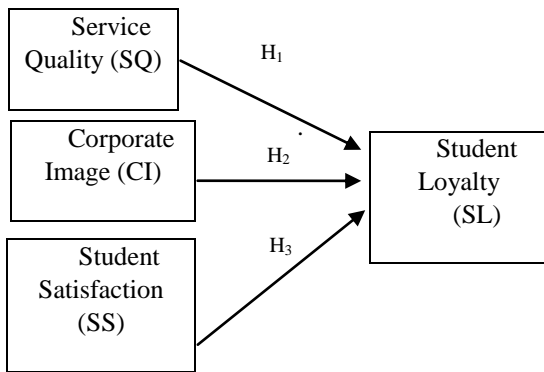 Service
Quality (SQ)
H₁
Corporate
Image (CI)
H₂
Student
Loyalty
(SL)
Student
Satisfaction
(SS)
H₃